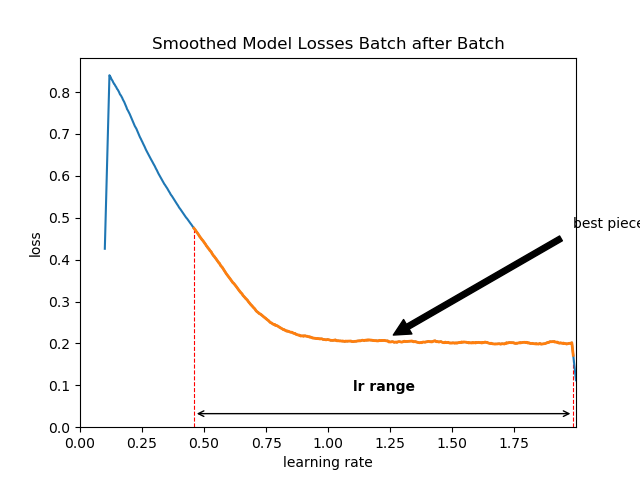 Smoothed Model Losses Batch after Batch
0.8
0.7
0.6
0.5
0.4
0.3
0.2
0.1
0.0
loss
best piece
lr range
0.00 0.25 0.50 0.75 1.00 1.25 1.50 1.75
learning rate